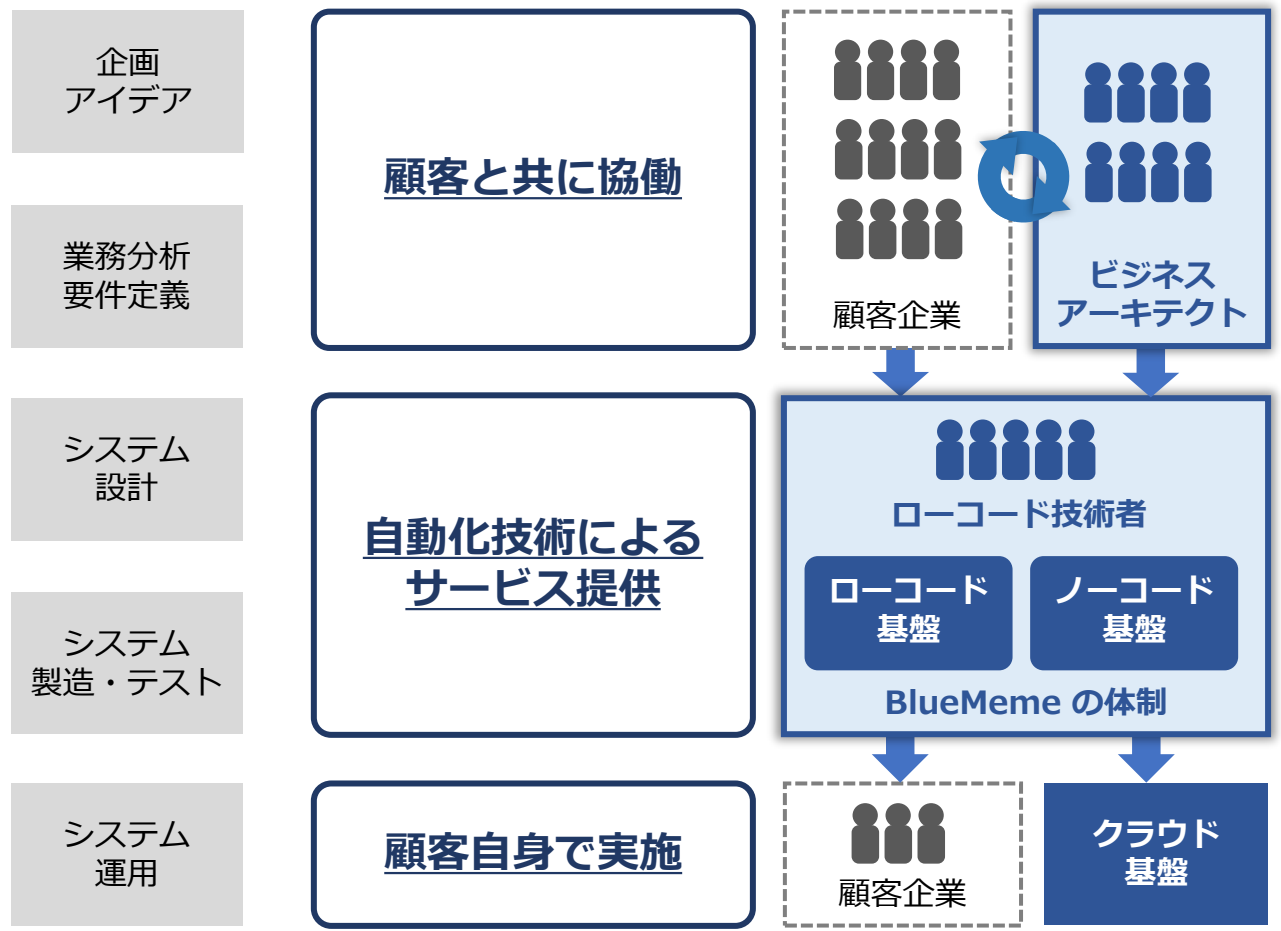 企画
アイデア
業務分析
要件定義
システム
設計
システム
製造・テスト
システム
運用
顧客と共に協働
自動化技術による
サービス提供
顧客自身で実施
顧客企業
ビジネス
アーキテクト
ローコード技術者
ローコード
基盤
ノーコード
基盤
BlueMeme の体制
顧客企業
クラウド
基盤